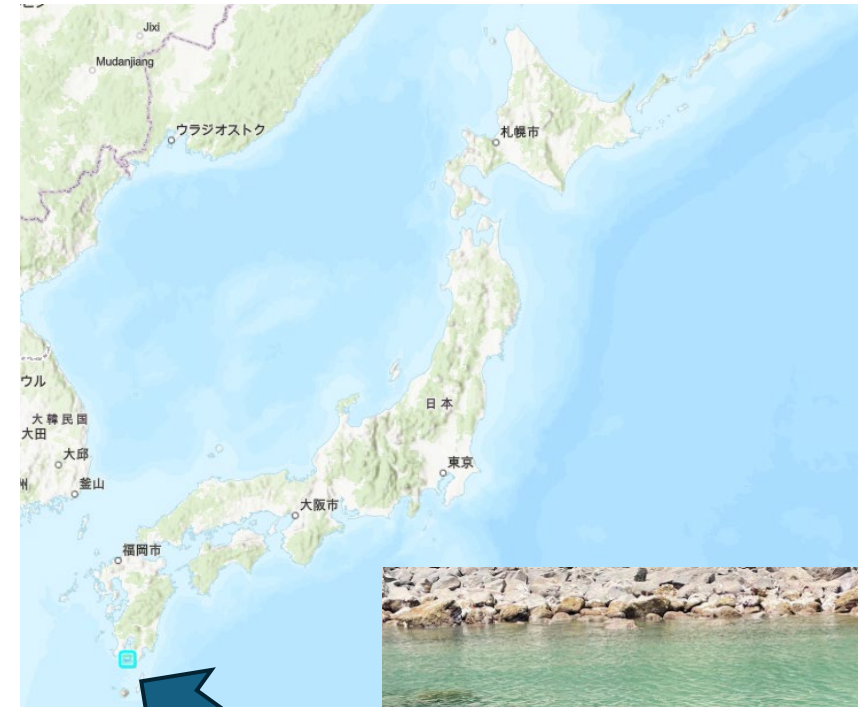 Jixi
Mudanjiang
ウラジオストク
札幌市
ウル
大韓民国
大田
日本
大邱
東京
釜山
大阪市
福岡市